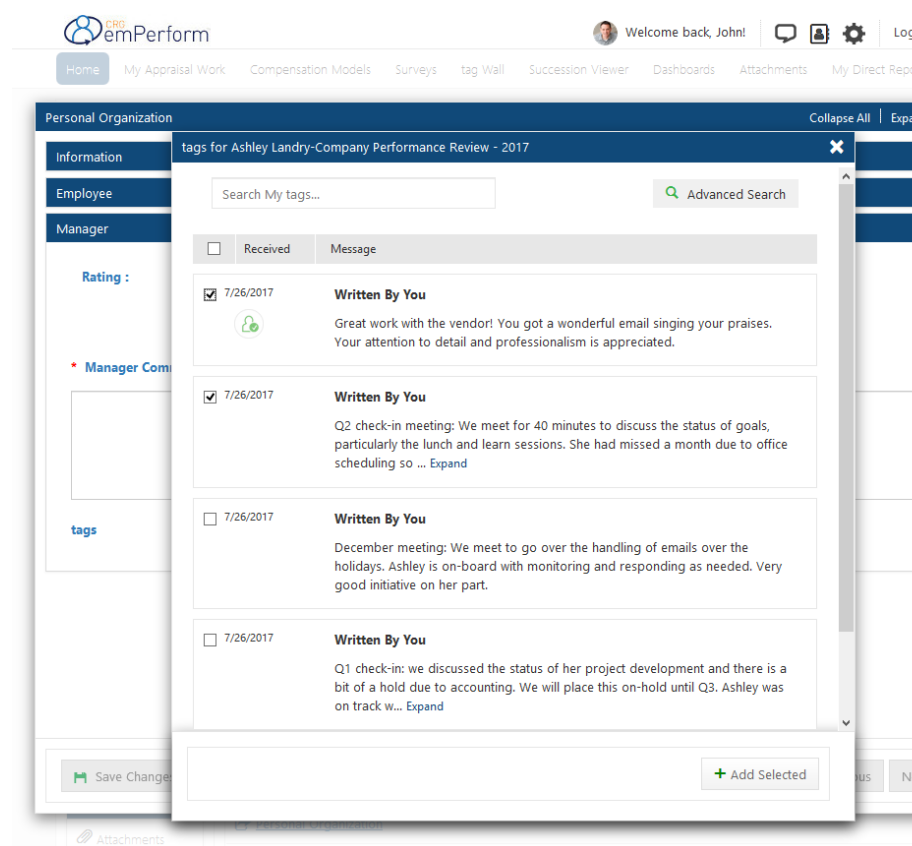 CRG
emPerform
Welcome back, John!
Log
Home My Appraisal Work Compensation Models Surveys tag Wall Succession Viewer Dashboards Attachments My Direct Repo
Personal Organization
Collapse All Expa
Information
Employee
Manager
Rating :
* Manager Com
tags
tags for Ashley Landry-Company Performance Review - 2017
Search My tags...
Advanced Search
Received Message
7/26/2017 Written By You
Great work with the vendor! You got a wonderful email singing your praises.
Your attention to detail and professionalism is appreciated.
7/26/2017 Written By You
Q2 check-in meeting: We meet for 40 minutes to discuss the status of goals,
particularly the lunch and learn sessions. She had missed a month due to office
scheduling so ... Expand
7/26/2017 Written By You
December meeting: We meet to go over the handling of emails over the
holidays. Ashley is on-board with monitoring and responding as needed. Very
good initiative on her part.
7/26/2017 Written By You
Q1 check-in: we discussed the status of her project development and there is a
bit of a hold due to accounting. We will place this on-hold until Q3. Ashley was
on track w... Expand
Add Selected
Save Change
ous
N
Attachments
Personal Organization